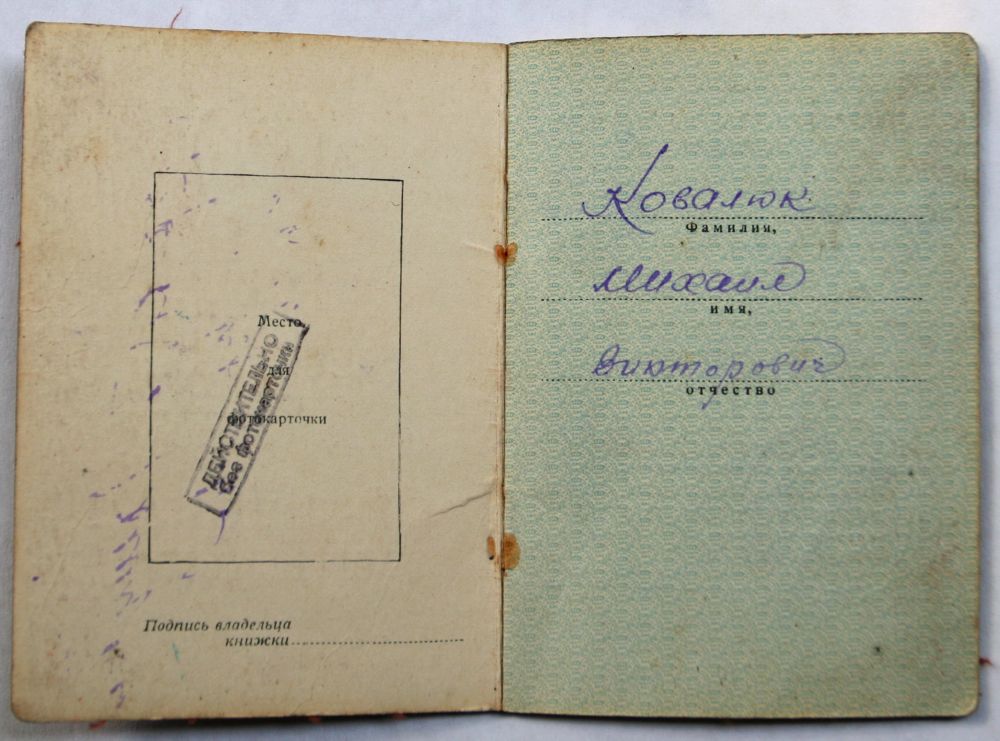 Место
для
фотокарточки
ДЕЙСТВИТЕЛЬНО
без фотокарточки
Подпись владельца
книжки
Ковалюк
Фамилия,
Михаил
имя,
Викторович
отчество